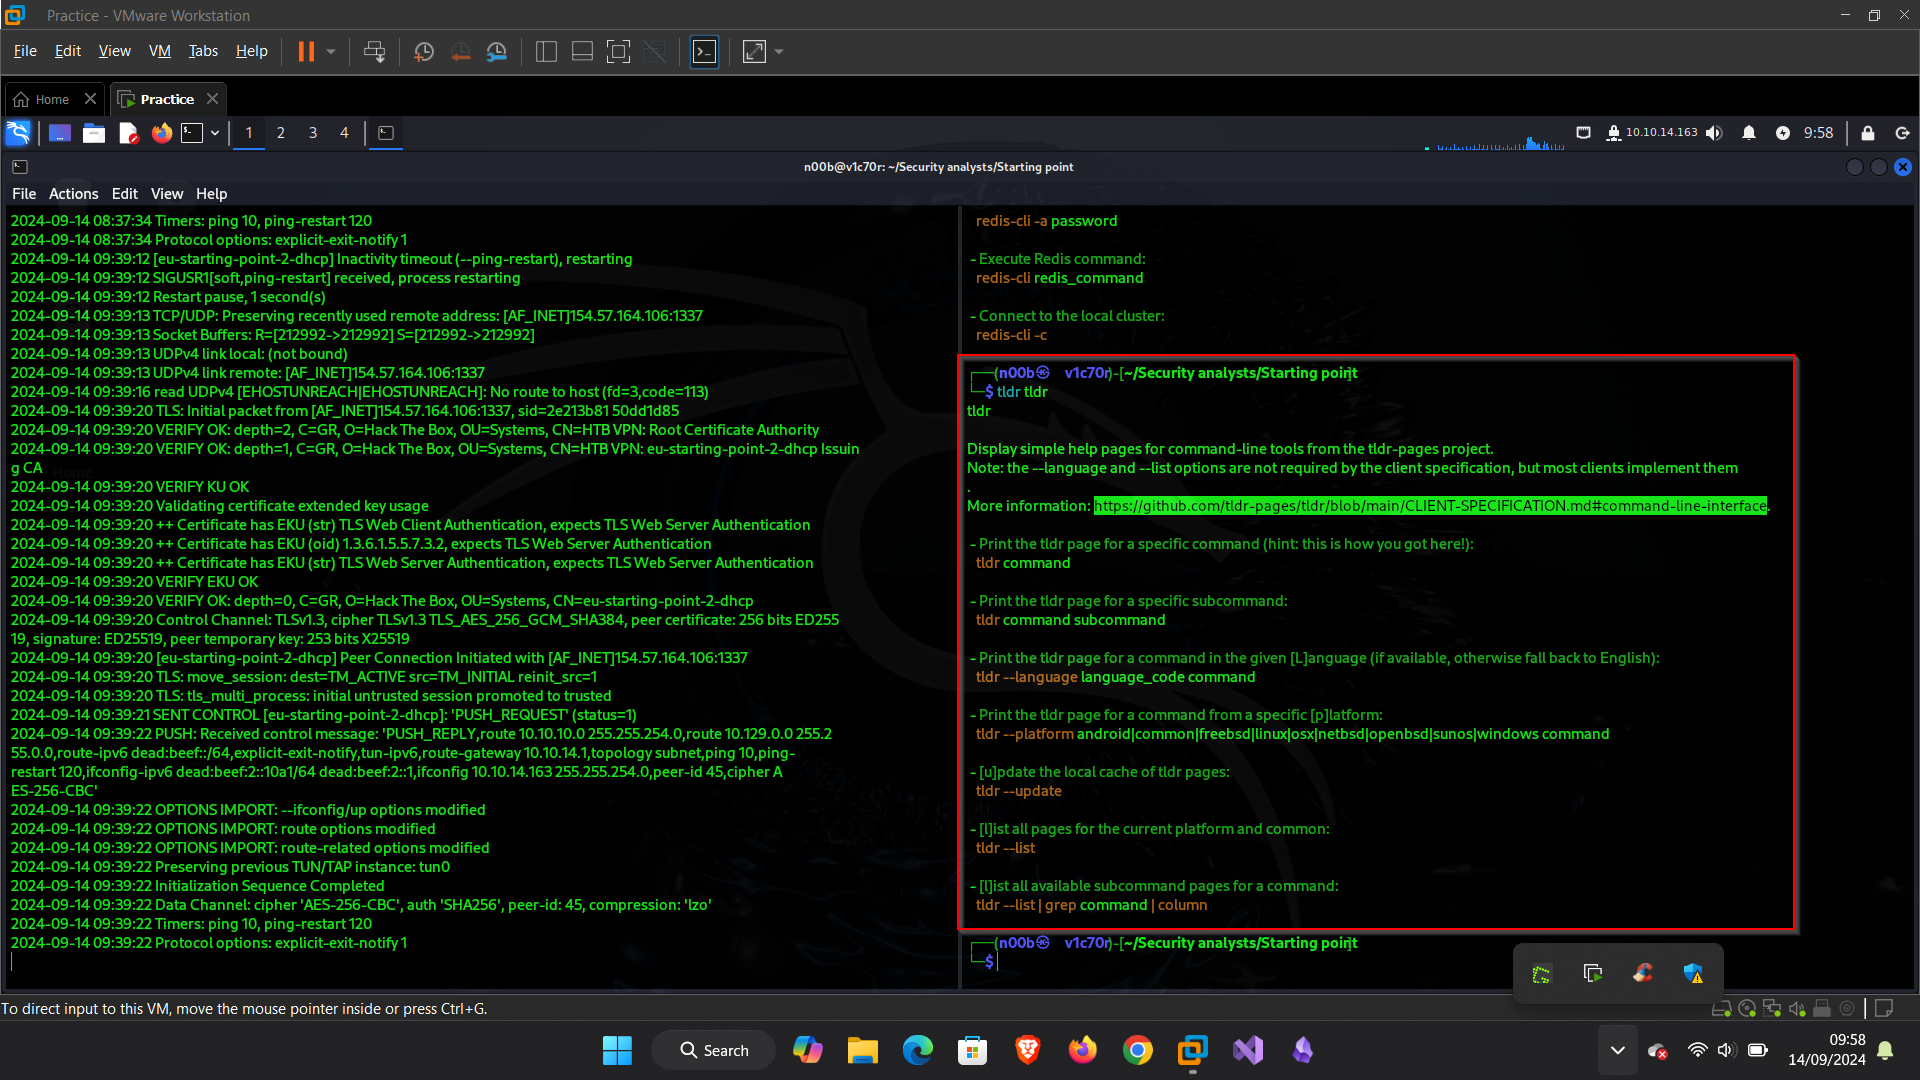 Practice - VMware Workstation
File Edit View VM Tabs Help
Home
Practice
1 2 3 4
10.10.14.163
9:58
n00b@v1c70r: ~/Security analysts/Starting point
File Actions Edit View Help
2024-09-14 08:37:34 Timers: ping 10, ping-restart 120
2024-09-14 08:37:34 Protocol options: explicit-exit-notify 1
2024-09-14 09:39:12 [eu-starting-point-2-dhcp] Inactivity timeout (--ping-restart), restarting
2024-09-14 09:39:12 SIGUSR1[soft,ping-restart] received, process restarting
2024-09-14 09:39:12 Restart pause, 1 second(s)
2024-09-14 09:39:13 TCP/UDP: Preserving recently used remote address: [AF_INET]154.57.164.106:1337
2024-09-14 09:39:13 Socket Buffers: R=[212992->212992] S=[212992->212992]
2024-09-14 09:39:13 UDPv4 link local: (not bound)
2024-09-14 09:39:13 UDPv4 link remote: [AF_INET]154.57.164.106:1337
2024-09-14 09:39:16 read UDPv4 [EHOSTUNREACH|EHOSTUNREACH]: No route to host (fd=3,code=113)
2024-09-14 09:39:20 TLS: Initial packet from [AF_INET]154.57.164.106:1337, sid=2e213b81 50dd1d85
2024-09-14 09:39:20 VERIFY OK: depth=2, C=GR, O=Hack The Box, OU=Systems, CN=HTB VPN: Root Certificate Authority
2024-09-14 09:39:20 VERIFY OK: depth=1, C=GR, O=Hack The Box, OU=Systems, CN=HTB VPN: eu-starting-point-2-dhcp Issuin
g CA
2024-09-14 09:39:20 VERIFY KU OK
2024-09-14 09:39:20 Validating certificate extended key usage
2024-09-14 09:39:20 ++ Certificate has EKU (str) TLS Web Client Authentication, expects TLS Web Server Authentication
2024-09-14 09:39:20 ++ Certificate has EKU (oid) 1.3.6.1.5.5.7.3.2, expects TLS Web Server Authentication
2024-09-14 09:39:20 ++ Certificate has EKU (str) TLS Web Server Authentication, expects TLS Web Server Authentication
2024-09-14 09:39:20 VERIFY EKU OK
2024-09-14 09:39:20 VERIFY OK: depth=0, C=GR, O=Hack The Box, OU=Systems, CN=eu-starting-point-2-dhcp
2024-09-14 09:39:20 Control Channel: TLSv1.3, cipher TLSv1.3 TLS_AES_256_GCM_SHA384, peer certificate: 256 bits ED255
19, signature: ED25519, peer temporary key: 253 bits X25519
2024-09-14 09:39:20 [eu-starting-point-2-dhcp] Peer Connection Initiated with [AF_INET]154.57.164.106:1337
2024-09-14 09:39:20 TLS: move_session: dest=TM_ACTIVE src=TM_INITIAL reinit_src=1
2024-09-14 09:39:20 TLS: tls_multi_process: initial untrusted session promoted to trusted
2024-09-14 09:39:21 SENT CONTROL [eu-starting-point-2-dhcp]: 'PUSH_REQUEST' (status=1)
2024-09-14 09:39:22 PUSH: Received control message: 'PUSH_REPLY,route 10.10.10.0 255.255.254.0,route 10.129.0.0 255.2
55.0.0,route-ipv6 dead:beef::/64,explicit-exit-notify,tun-ipv6,route-gateway 10.10.14.1,topology subnet,ping 10,ping-
restart 120,ifconfig-ipv6 dead:beef:2::10a1/64 dead:beef:2::1,ifconfig 10.10.14.163 255.255.254.0,peer-id 45,cipher A
ES-256-CBC'
2024-09-14 09:39:22 OPTIONS IMPORT: --ifconfig/up options modified
2024-09-14 09:39:22 OPTIONS IMPORT: route options modified
2024-09-14 09:39:22 OPTIONS IMPORT: route-related options modified
2024-09-14 09:39:22 Preserving previous TUN/TAP instance: tun0
2024-09-14 09:39:22 Initialization Sequence Completed
2024-09-14 09:39:22 Data Channel: cipher 'AES-256-CBC', auth 'SHA256', peer-id: 45, compression: 'lzo'
2024-09-14 09:39:22 Timers: ping 10, ping-restart 120
2024-09-14 09:39:22 Protocol options: explicit-exit-notify 1
redis-cli -a password
- Execute Redis command:
redis-cli redis_command
- Connect to the local cluster:
redis-cli -c
┌──(n00b㉿ v1c70r)-[~/Security analysts/Starting point]
└─$ tldr tldr
tldr
Display simple help pages for command-line tools from the tldr-pages project.
Note: the --language and --list options are not required by the client specification, but most clients implement them
.
More information: https://github.com/tldr-pages/tldr/blob/main/CLIENT-SPECIFICATION.md#command-line-interface.
- Print the tldr page for a specific command (hint: this is how you got here!):
tldr command
- Print the tldr page for a specific subcommand:
tldr command subcommand
- Print the tldr page for a command in the given [L]anguage (if available, otherwise fall back to English):
tldr --language language_code command
- Print the tldr page for a command from a specific [p]latform:
tldr --platform android|common|freebsd|linux|osx|netbsd|openbsd|sunos|windows command
- [u]pdate the local cache of tldr pages:
tldr --update
- [l]ist all pages for the current platform and common:
tldr --list
- [l]ist all available subcommand pages for a command:
tldr --list | grep command | column
┌──(n00b㉿ v1c70r)-[~/Security analysts/Starting point]
└─$
To direct input to this VM, move the mouse pointer inside or press Ctrl+G.
Search
09:58
14/09/2024